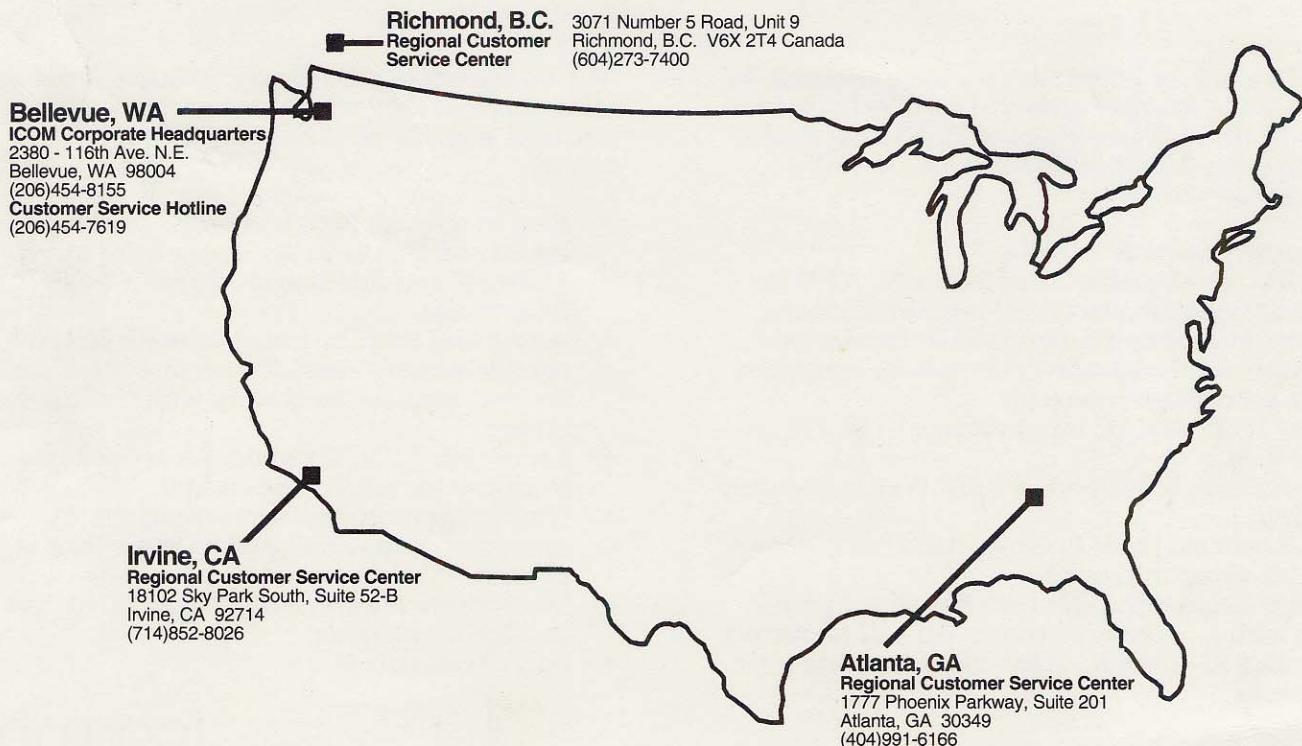 Richmond, B.C.
Regional Customer
Service Center
3071 Number 5 Road, Unit 9
Richmond, B.C. V6X 2T4 Canada
(604)273-7400
Bellevue, WA
ICOM Corporate Headquarters
2380 - 116th Ave. N.E.
Bellevue, WA 98004
(206)454-8155
Customer Service Hotline
(206)454-7619
Irvine, CA
Regional Customer Service Center
18102 Sky Park South, Suite 52-B
Irvine, CA 92714
(714)852-8026
Atlanta, GA
Regional Customer Service Center
1777 Phoenix Parkway, Suite 201
Atlanta, GA 30349
(404)991-6166